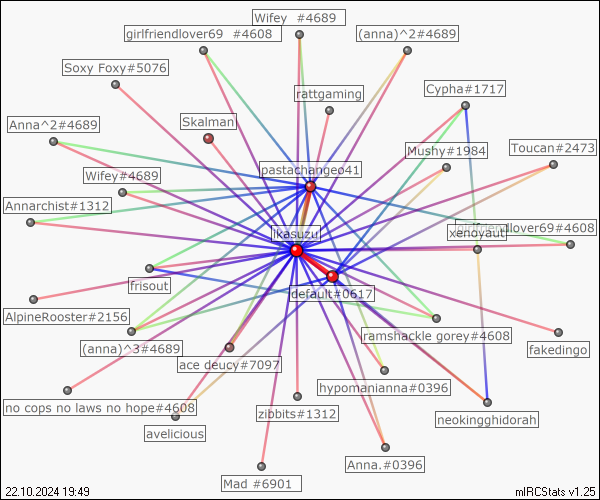 Wifey  #4689
girlfriendlover69  #4608
(anna)^2#4689
Soxy Foxy#5076
Cypha#1717
rattgaming
Skalman
Anna^2#4689
Mushy#1984
Toucan#2473
pastachangeo41
Wifey#4689
Annarchist#1312
girlfriendlover69#4608
ikasuzu
xenoyaut
frisout
default#0617
AlpineRooster#2156
ramshackle gorey#4608
fakedingo
(anna)^3#4689
ace deucy#7097
hypomanianna#0396
no cops no laws no hope#4608
zibbits#1312
neokingghidorah
avelicious
Anna.#0396
Mad #6901
22.10.2024 19:49
mIRCStats v1.25